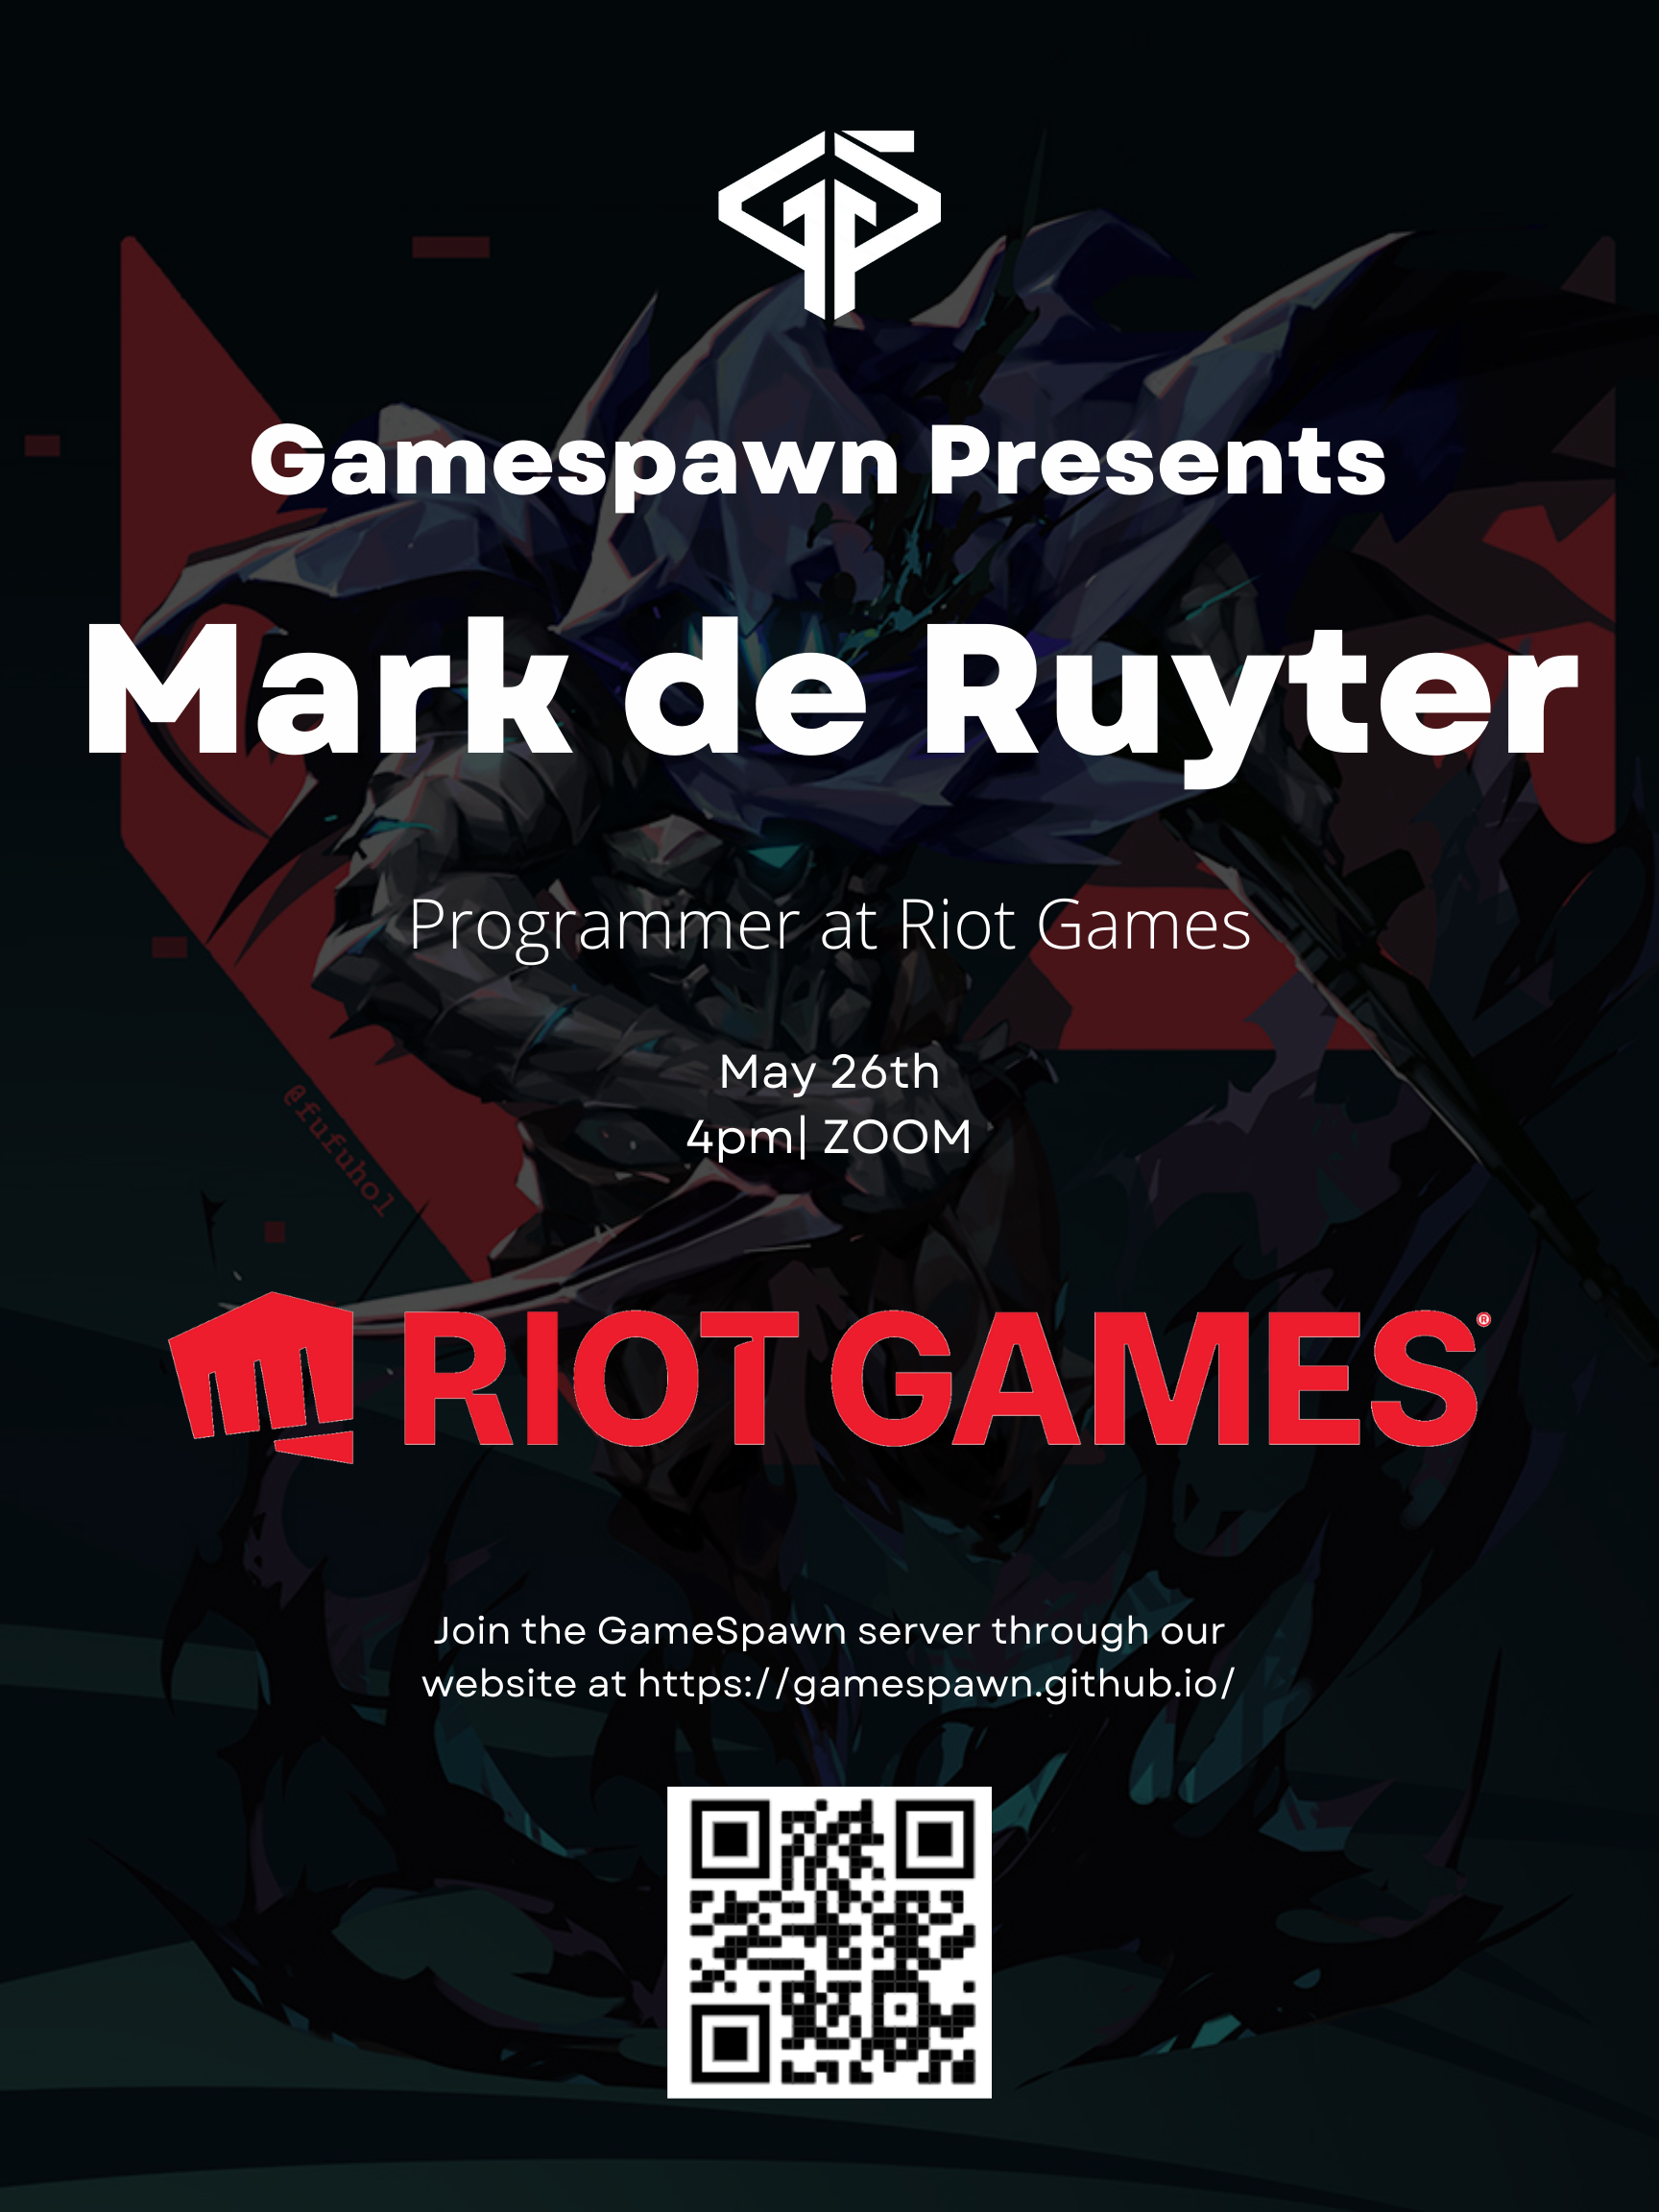 Gamespawn Presents
Mark de Ruyter
Programmer at Riot Games
May 26th
4pm| ZOOM
@fufuhol
RIOT GAMES®
Join the GameSpawn server through our
website at https://gamespawn.github.io/